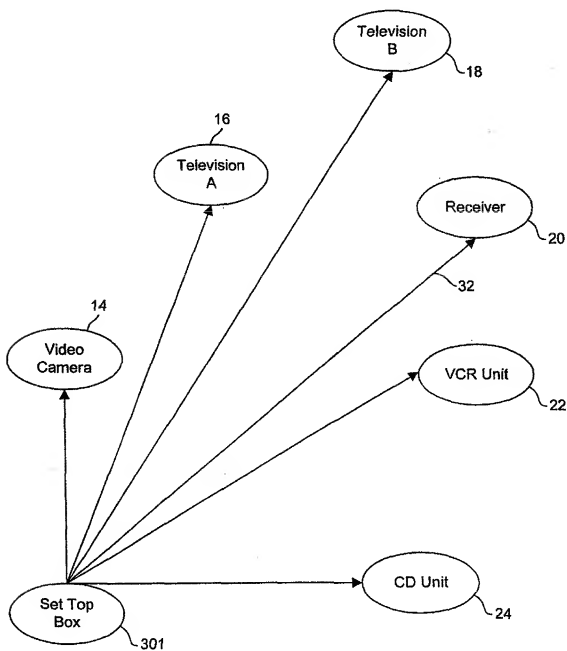 Television
B
18
16
Television
A
Receiver
20
32
14
Video
Camera
VCR Unit
22
CD Unit
24
Set Top
Box
301